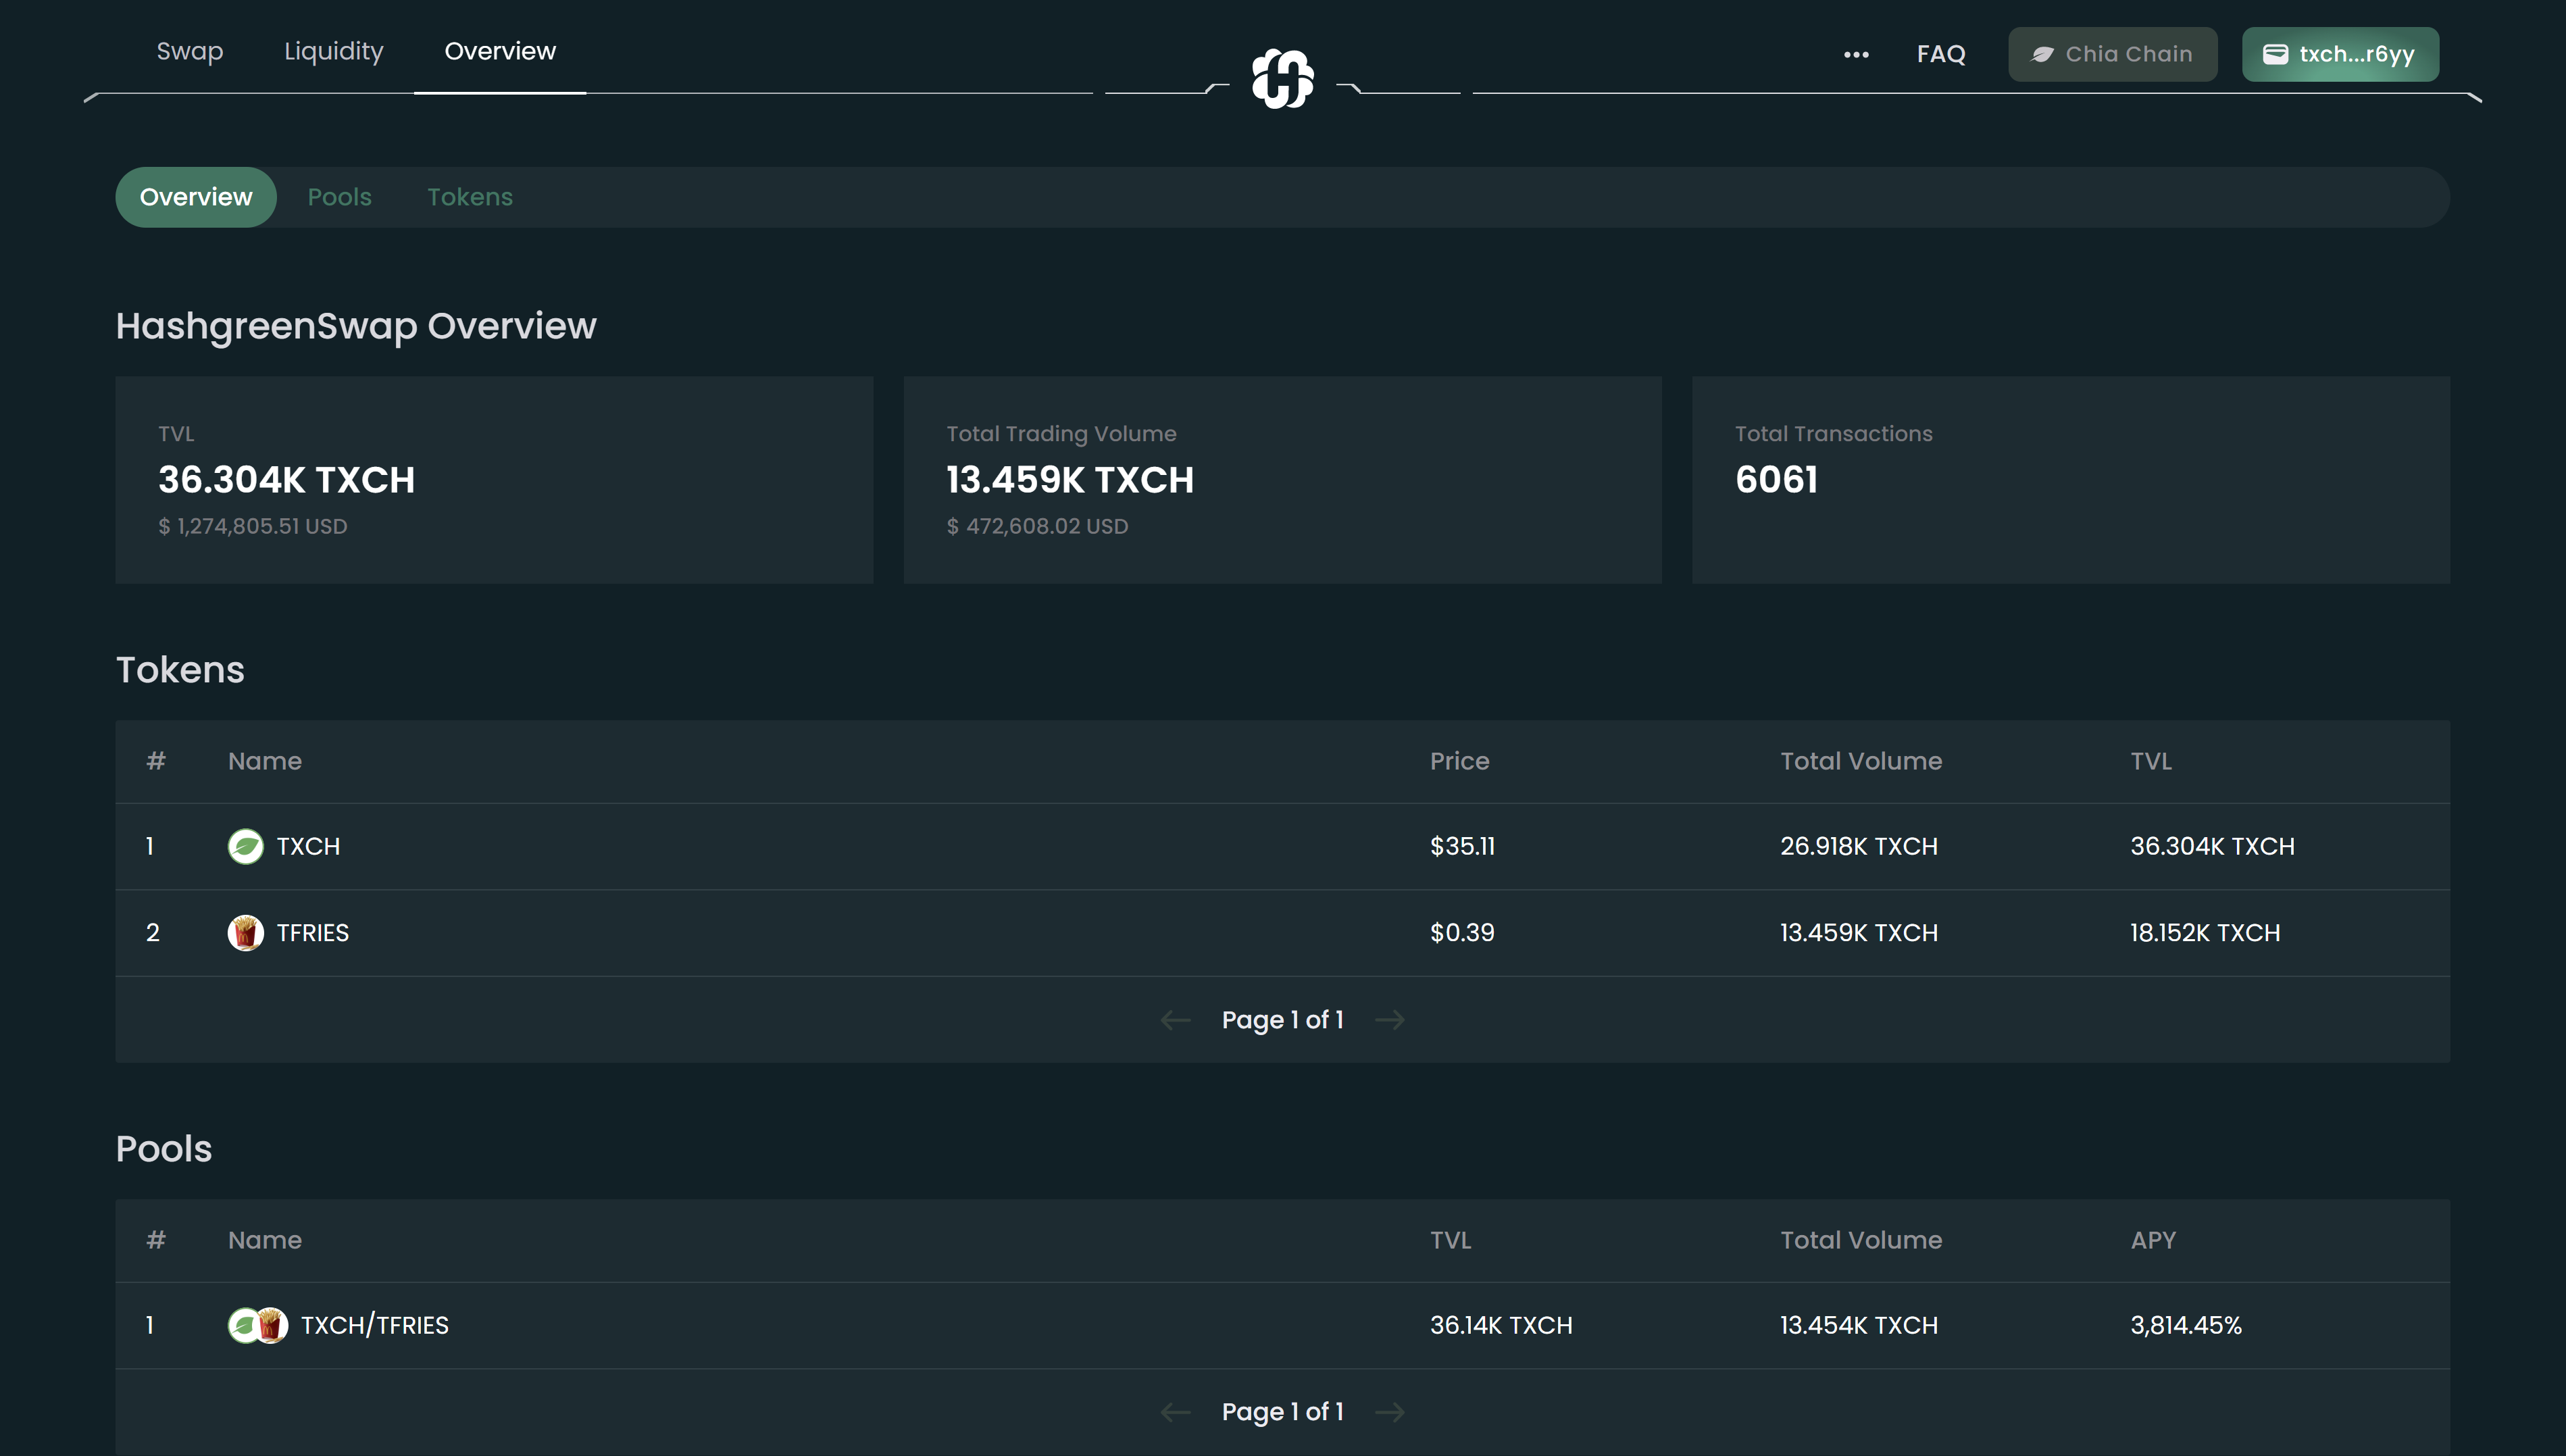 Swap Liquidity Overview ••• FAQ Chia Chain txch...r6yy
Overview Pools Tokens
HashgreenSwap Overview
TVL
36.304K TXCH
$ 1,274,805.51 USD
Total Trading Volume
13.459K TXCH
$ 472,608.02 USD
Total Transactions
6061
Tokens
# Name Price Total Volume TVL
1 TXCH $35.11 26.918K TXCH 36.304K TXCH
2 TFRIES $0.39 13.459K TXCH 18.152K TXCH
Page 1 of 1
Pools
# Name TVL Total Volume APY
1 TXCH/TFRIES 36.14K TXCH 13.454K TXCH 3,814.45%
Page 1 of 1